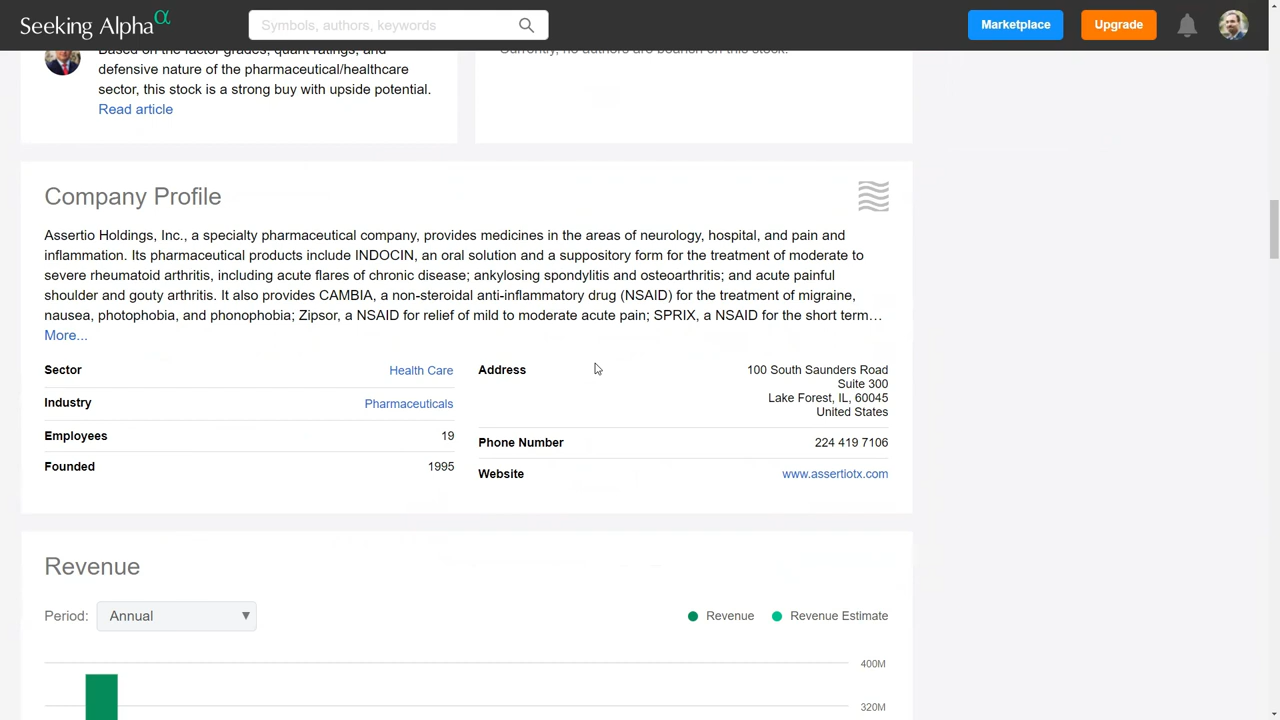 Seeking Alpha α
Symbols, authors, keywords
Marketplace
Upgrade
Based on the factor grades, quant ratings, and
defensive nature of the pharmaceutical/healthcare
sector, this stock is a strong buy with upside potential.
Read article
Currently, no authors are bearish on this stock.
Company Profile
Assertio Holdings, Inc., a specialty pharmaceutical company, provides medicines in the areas of neurology, hospital, and pain and
inflammation. Its pharmaceutical products include INDOCIN, an oral solution and a suppository form for the treatment of moderate to
severe rheumatoid arthritis, including acute flares of chronic disease; ankylosing spondylitis and osteoarthritis; and acute painful
shoulder and gouty arthritis. It also provides CAMBIA, a non-steroidal anti-inflammatory drug (NSAID) for the treatment of migraine,
nausea, photophobia, and phonophobia; Zipsor, a NSAID for relief of mild to moderate acute pain; SPRIX, a NSAID for the short term…
More...
Sector Health Care
Industry Pharmaceuticals
Employees 19
Founded 1995
Address 100 South Saunders Road
Suite 300
Lake Forest, IL, 60045
United States
Phone Number 224 419 7106
Website www.assertiotx.com
Revenue
Period: Annual
Revenue Revenue Estimate
400M
320M